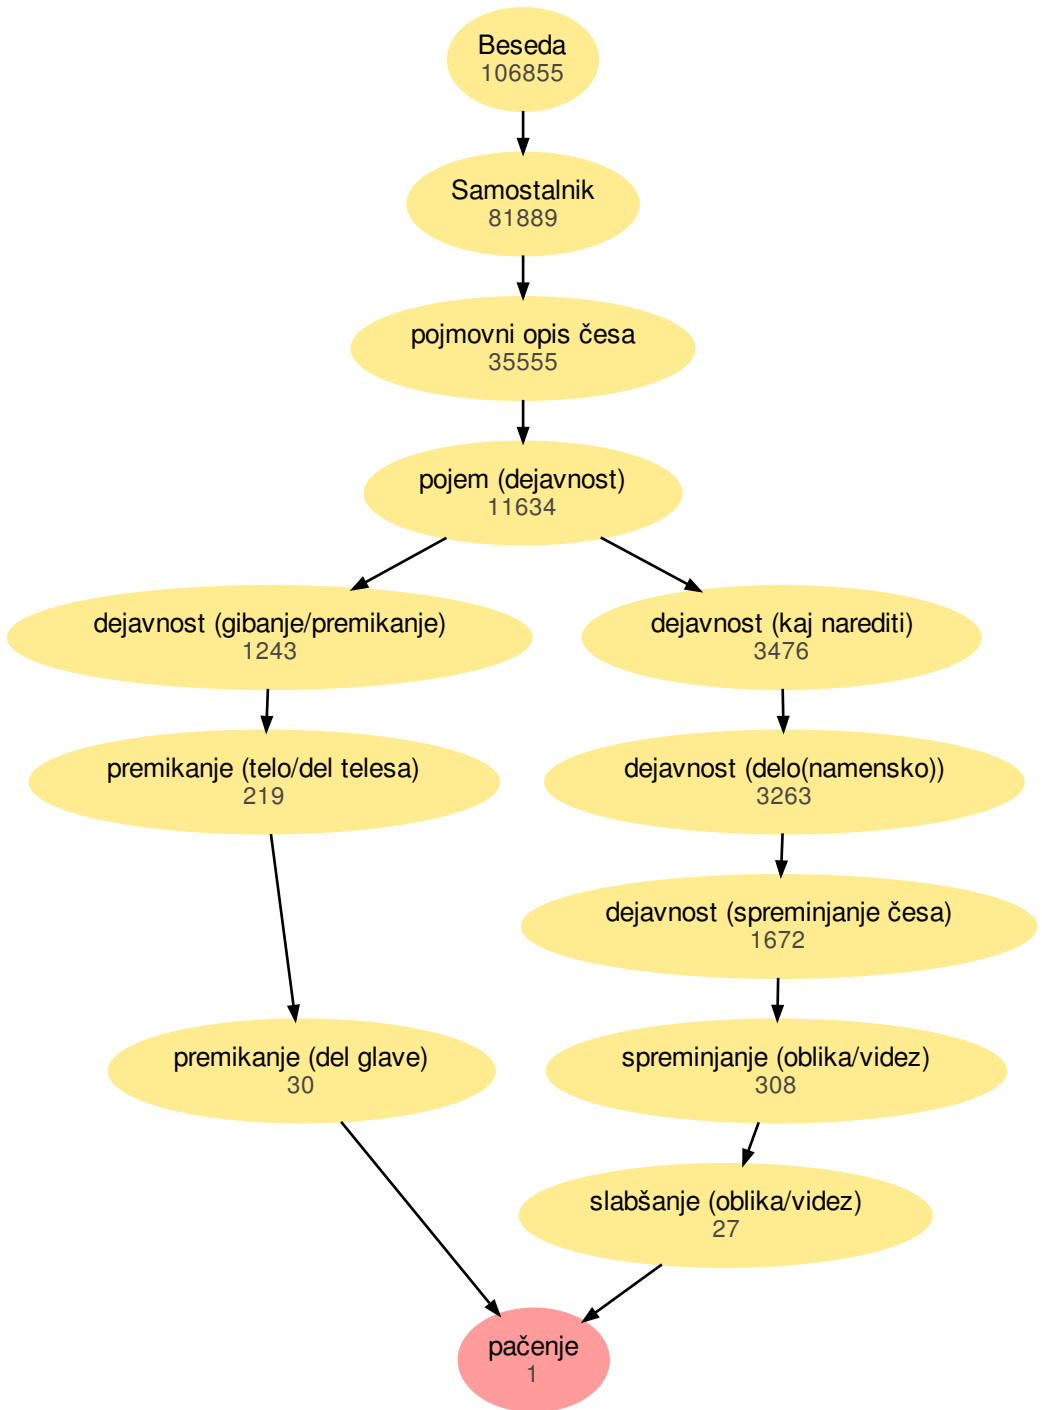 Beseda
106855
Samostalnik
81889
pojmovni opis česa
35555
pojem (dejavnost)
11634
dejavnost (gibanje/premikanje)
1243
dejavnost (kaj narediti)
3476
premikanje (telo/del telesa)
219
dejavnost (delo(namensko))
3263
dejavnost (spreminjanje česa)
1672
premikanje (del glave)
30
spreminjanje (oblika/videz)
308
slabšanje (oblika/videz)
27
pačenje
1